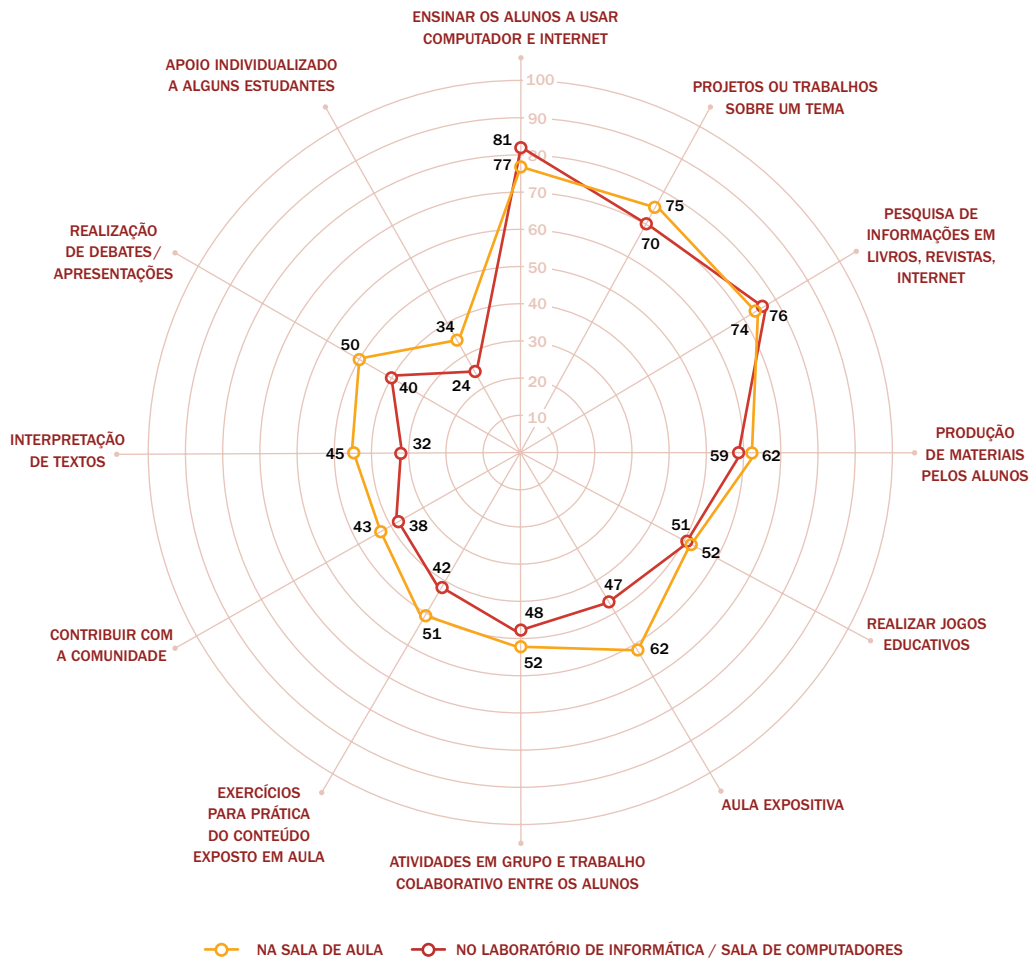 ENSINAR OS ALUNOS A USAR
COMPUTADOR E INTERNET
APOIO INDIVIDUALIZADO
A ALGUNS ESTUDANTES
PROJETOS OU TRABALHOS
SOBRE UM TEMA
REALIZAÇÃO
DE DEBATES/
APRESENTAÇÕES
PESQUISA DE
INFORMAÇÕES EM
LIVROS, REVISTAS,
INTERNET
INTERPRETAÇÃO
DE TEXTOS
PRODUÇÃO
DE MATERIAIS
PELOS ALUNOS
CONTRIBUIR COM
A COMUNIDADE
REALIZAR JOGOS
EDUCATIVOS
EXERCÍCIOS
PARA PRÁTICA
DO CONTEÚDO
EXPOSTO EM AULA
ATIVIDADES EM GRUPO E TRABALHO
COLABORATIVO ENTRE OS ALUNOS
AULA EXPOSITIVA
100
90
80
70
60
50
40
30
20
10
81
77
75
70
76
74
59
62
51
52
47
62
48
52
42
51
38
43
32
45
40
50
24
34
NA SALA DE AULA
NO LABORATÓRIO DE INFORMÁTICA / SALA DE COMPUTADORES